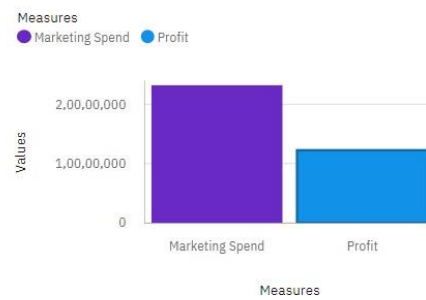 Measures
Marketing Spend Profit
2,00,00,000
1,00,00,000
0
Values
Marketing Spend Profit
Measures